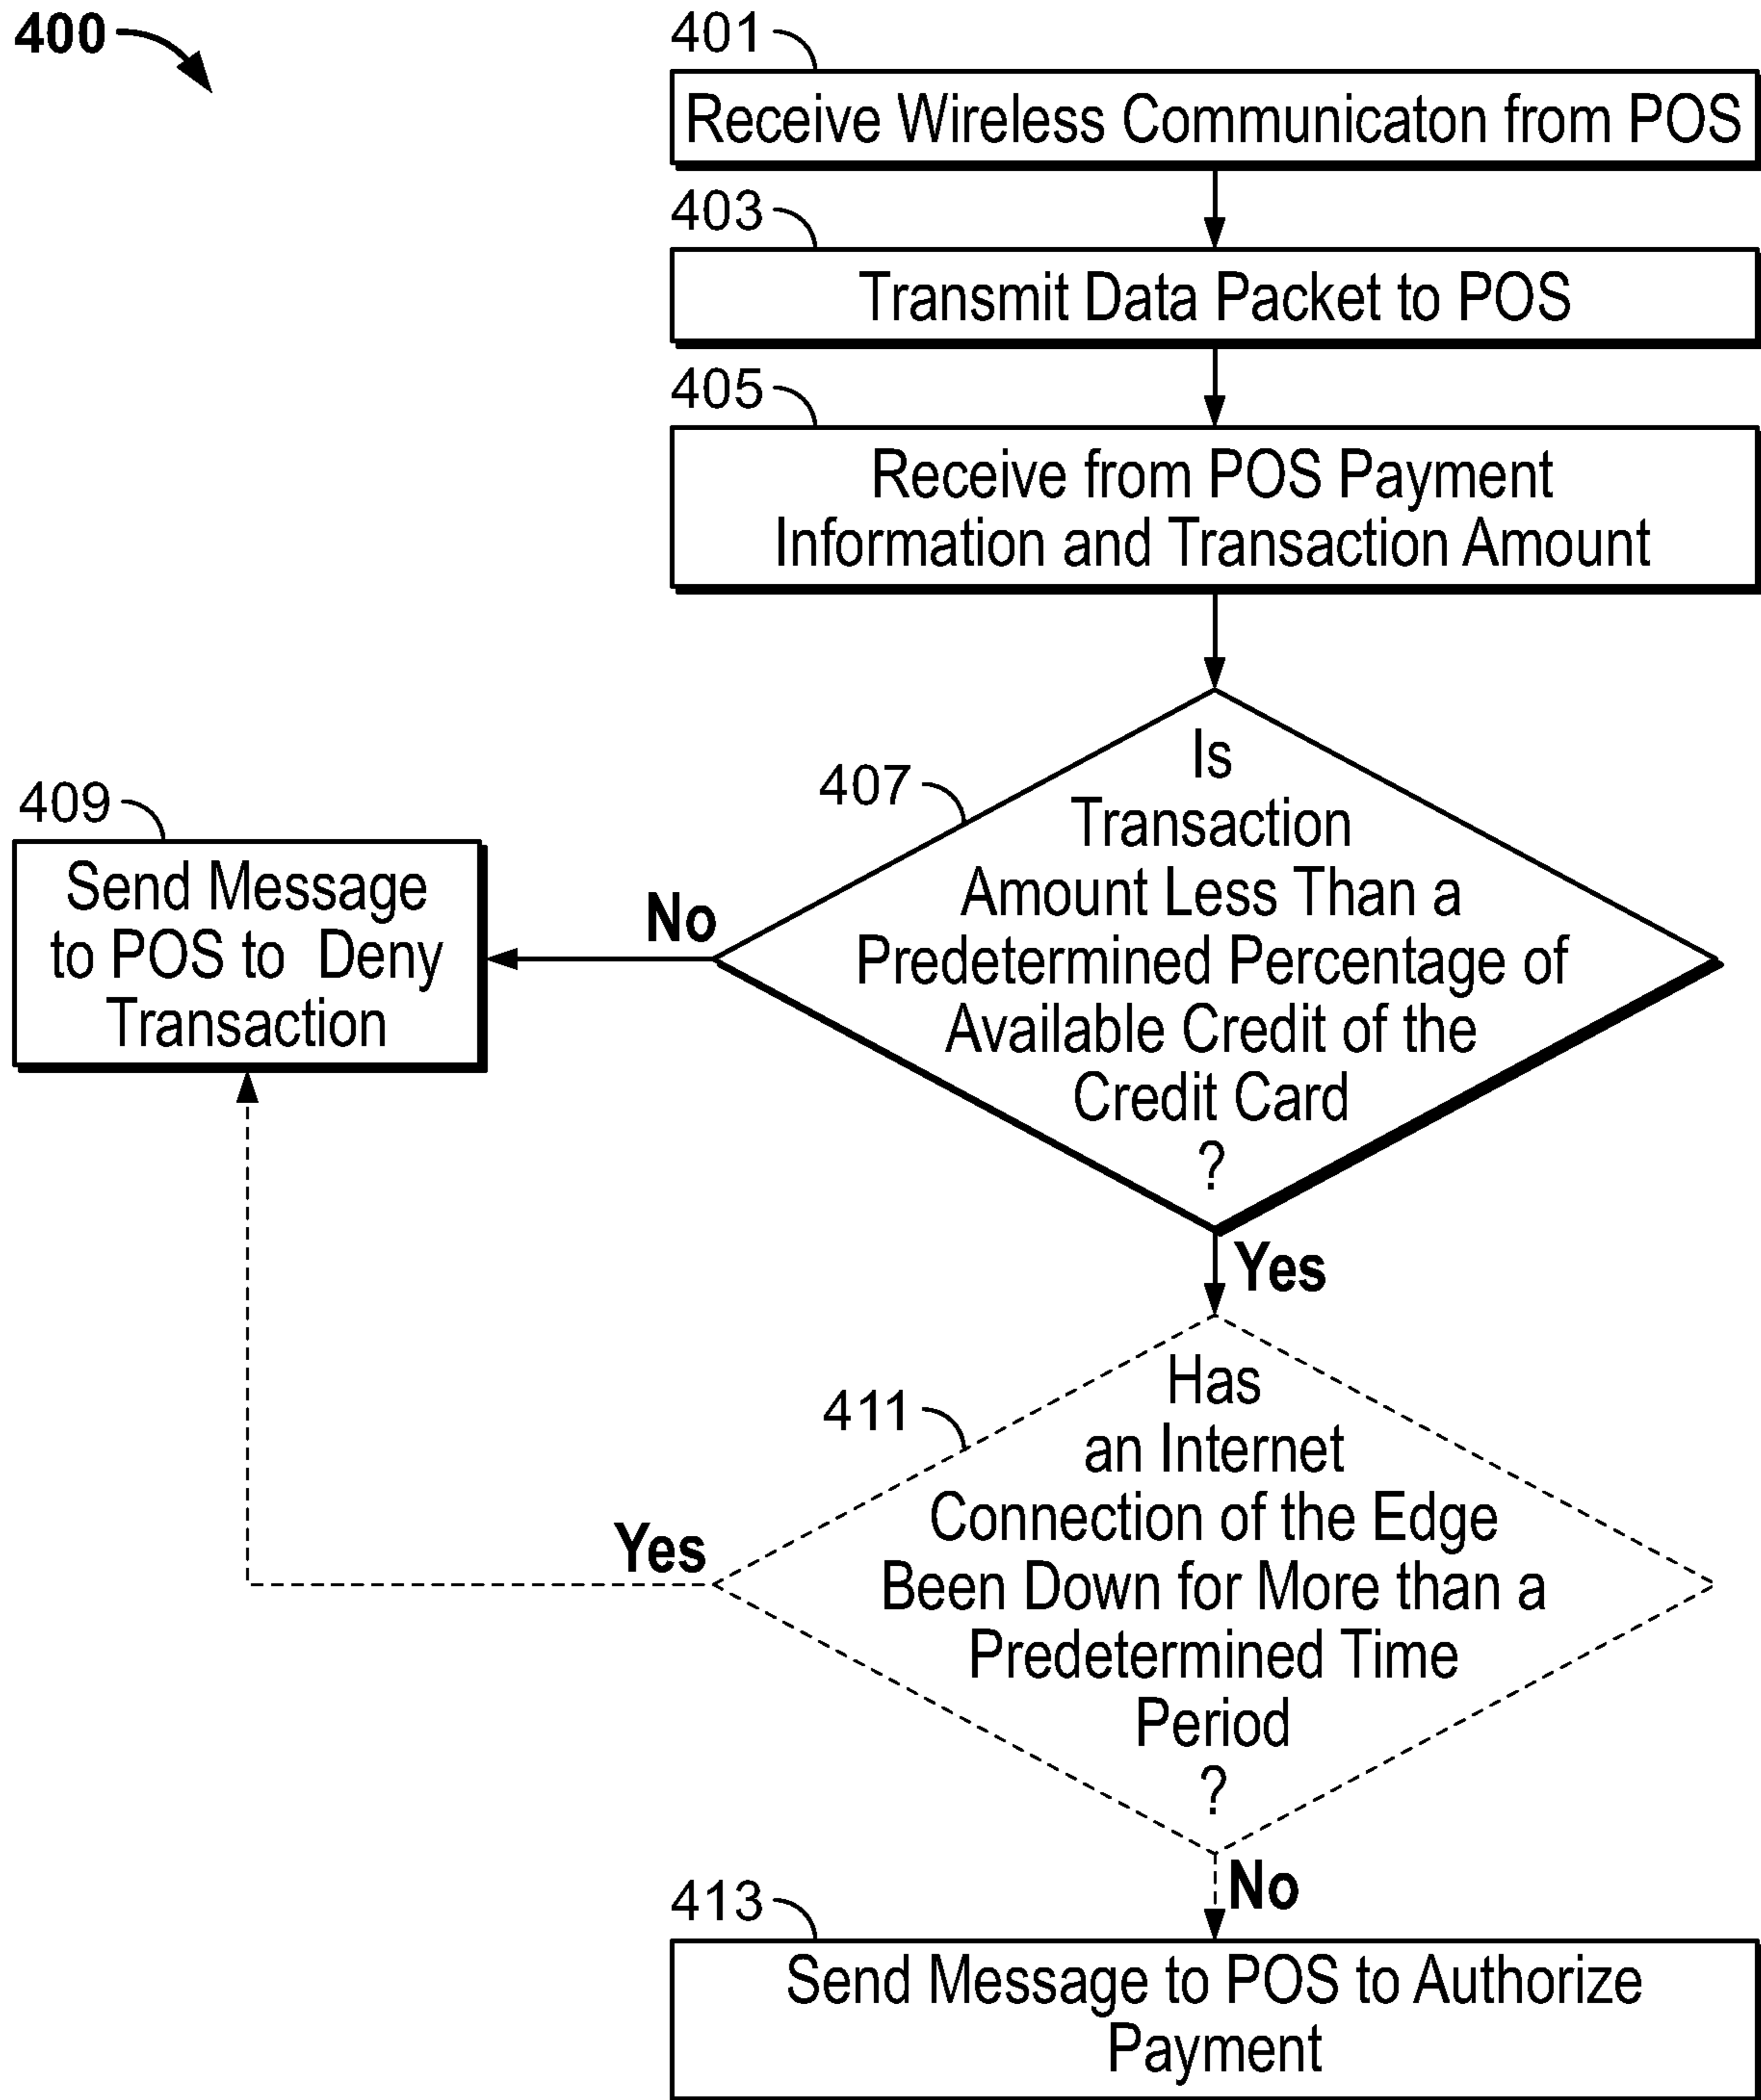 400
401
Receive Wireless Communicaton from POS
403
Transmit Data Packet to POS
405
Receive from POS Payment
Information and Transaction Amount
407
Is
Transaction
Amount Less Than a
Predetermined Percentage of
Available Credit of the
Credit Card
?
No
409
Send Message
to POS to Deny
Transaction
Yes
411
Has
an Internet
Connection of the Edge
Been Down for More than a
Predetermined Time
Period
?
Yes
No
413
Send Message to POS to Authorize
Payment